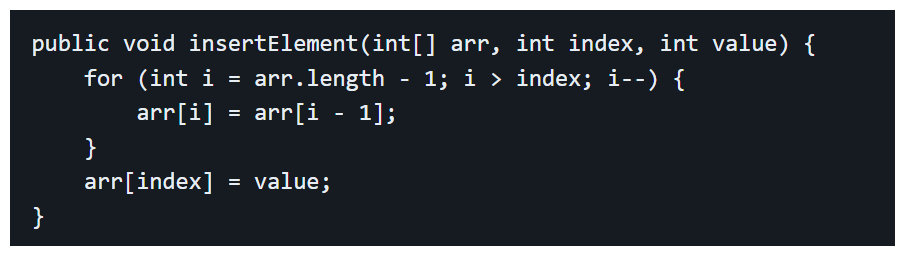 public void insertElement(int[] arr, int index, int value) {
    for (int i = arr.length - 1; i > index; i--) {
        arr[i] = arr[i - 1];
    }
    arr[index] = value;
}